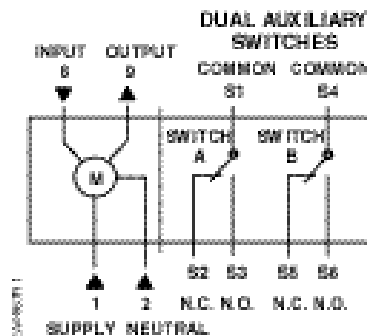 DUAL AUXILIARY
SWITCHES
INPUT OUTPUT
8 9
COMMON COMMON
S1 S4
SWITCH
A
SWITCH
B
M
S2 S3 S5 S6
1 2
N.C. N.O. N.C. N.O.
SUPPLY NEUTRAL